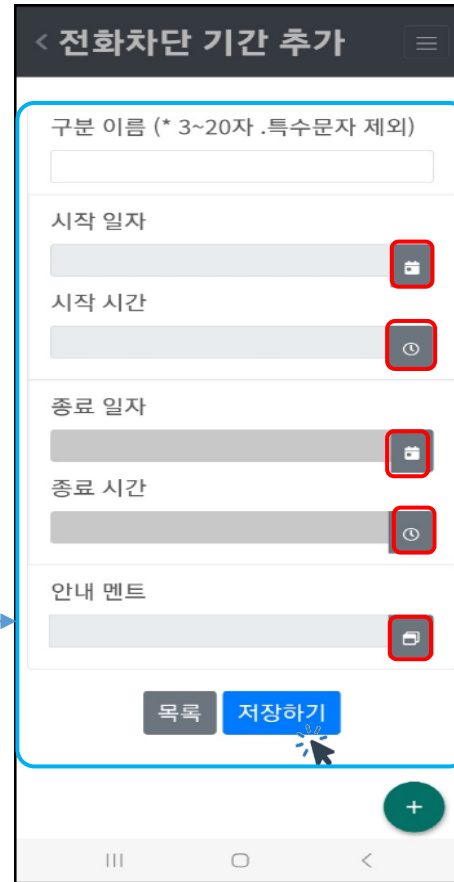 전화차단 기간 추가
구분 이름 (* 3~20자 .특수문자 제외)
시작 일자
시작 시간
종료 일자
종료 시간
안내 멘트
목록 저장하기